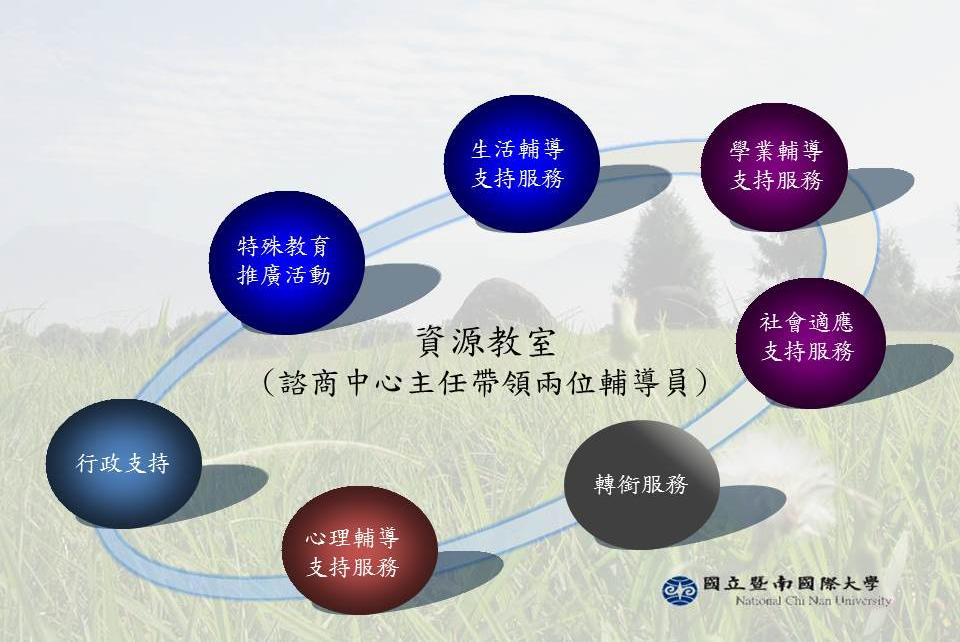 生活輔導
支持服務
學業輔導
支持服務
特殊教育
推廣活動
社會適應
支持服務
資源教室
(諮商中心主任帶領兩位輔導員)
行政支持
轉銜服務
心理輔導
支持服務
國立暨南國際大學
National Chi Nan University